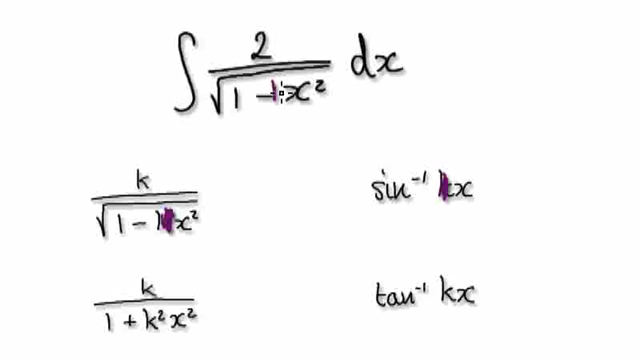 ∫ 2/√(1 - x²) dx
k/√(1 - x²) sin⁻¹ x
k/(1 + k²x²) tan⁻¹ kx